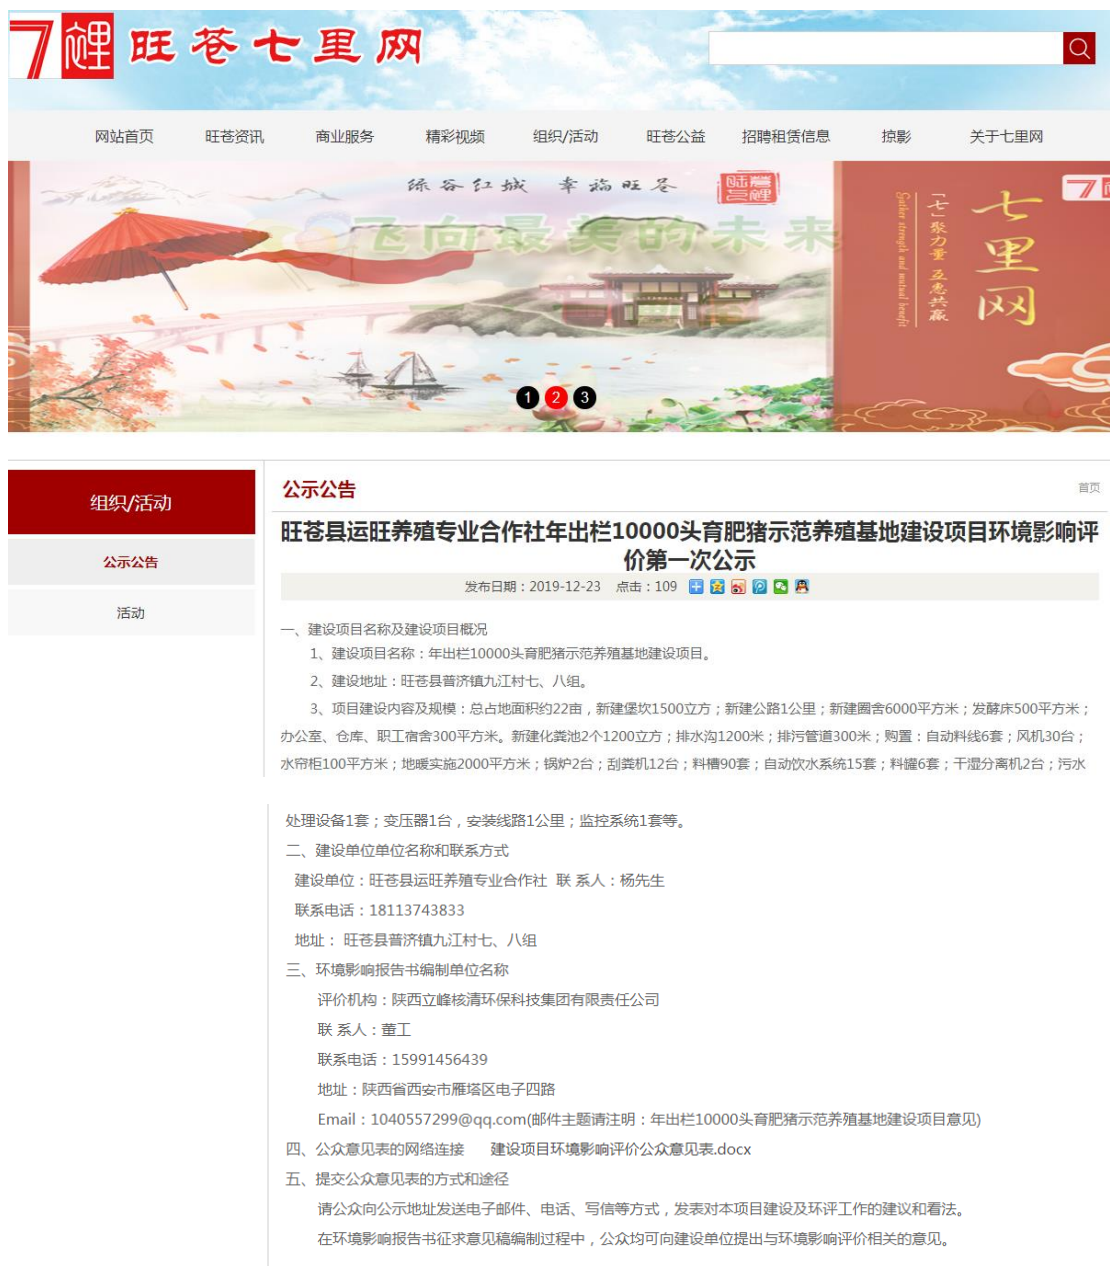 7 裡 旺苍七里网
网站首页 旺苍资讯 商业服务 精彩视频 组织/活动 旺苍公益 招聘租赁信息 掠影 关于七里网
绿谷红城 幸福旺苍
飞向最美的未来
七里网
「七」聚力量 互惠共赢
Gather strength and mutual benefit
7
1 2 3
组织/活动
公示公告
活动
公示公告
首页
旺苍县运旺养殖专业合作社年出栏10000头育肥猪示范养殖基地建设项目环境影响评
价第一次公示
发布日期：2019-12-23 点击：109
一、建设项目名称及建设项目概况
1、建设项目名称：年出栏10000头育肥猪示范养殖基地建设项目。
2、建设地址：旺苍县普济镇九江村七、八组。
3、项目建设内容及规模：总占地面积约22亩，新建堡坎1500立方；新建公路1公里；新建圈舍6000平方米；发酵床500平方米；
办公室、仓库、职工宿舍300平方米。新建化粪池2个1200立方；排水沟1200米；排污管道300米；购置：自动料线6套；风机30台；
水帘柜100平方米；地暖实施2000平方米；锅炉2台；刮粪机12台；料槽90套；自动饮水系统15套；料罐6套；干湿分离机2台；污水
处理设备1套；变压器1台，安装线路1公里；监控系统1套等。
二、建设单位单位名称和联系方式
建设单位：旺苍县运旺养殖专业合作社 联 系人：杨先生
联系电话：18113743833
地址： 旺苍县普济镇九江村七、八组
三、环境影响报告书编制单位名称
评价机构：陕西立峰核清环保科技集团有限责任公司
联 系人：董工
联系电话：15991456439
地址：陕西省西安市雁塔区电子四路
Email：1040557299@qq.com(邮件主题请注明：年出栏10000头育肥猪示范养殖基地建设项目意见)
四、公众意见表的网络连接 建设项目环境影响评价公众意见表.docx
五、提交公众意见表的方式和途径
请公众向公示地址发送电子邮件、电话、写信等方式，发表对本项目建设及环评工作的建议和看法。
在环境影响报告书征求意见稿编制过程中，公众均可向建设单位提出与环境影响评价相关的意见。